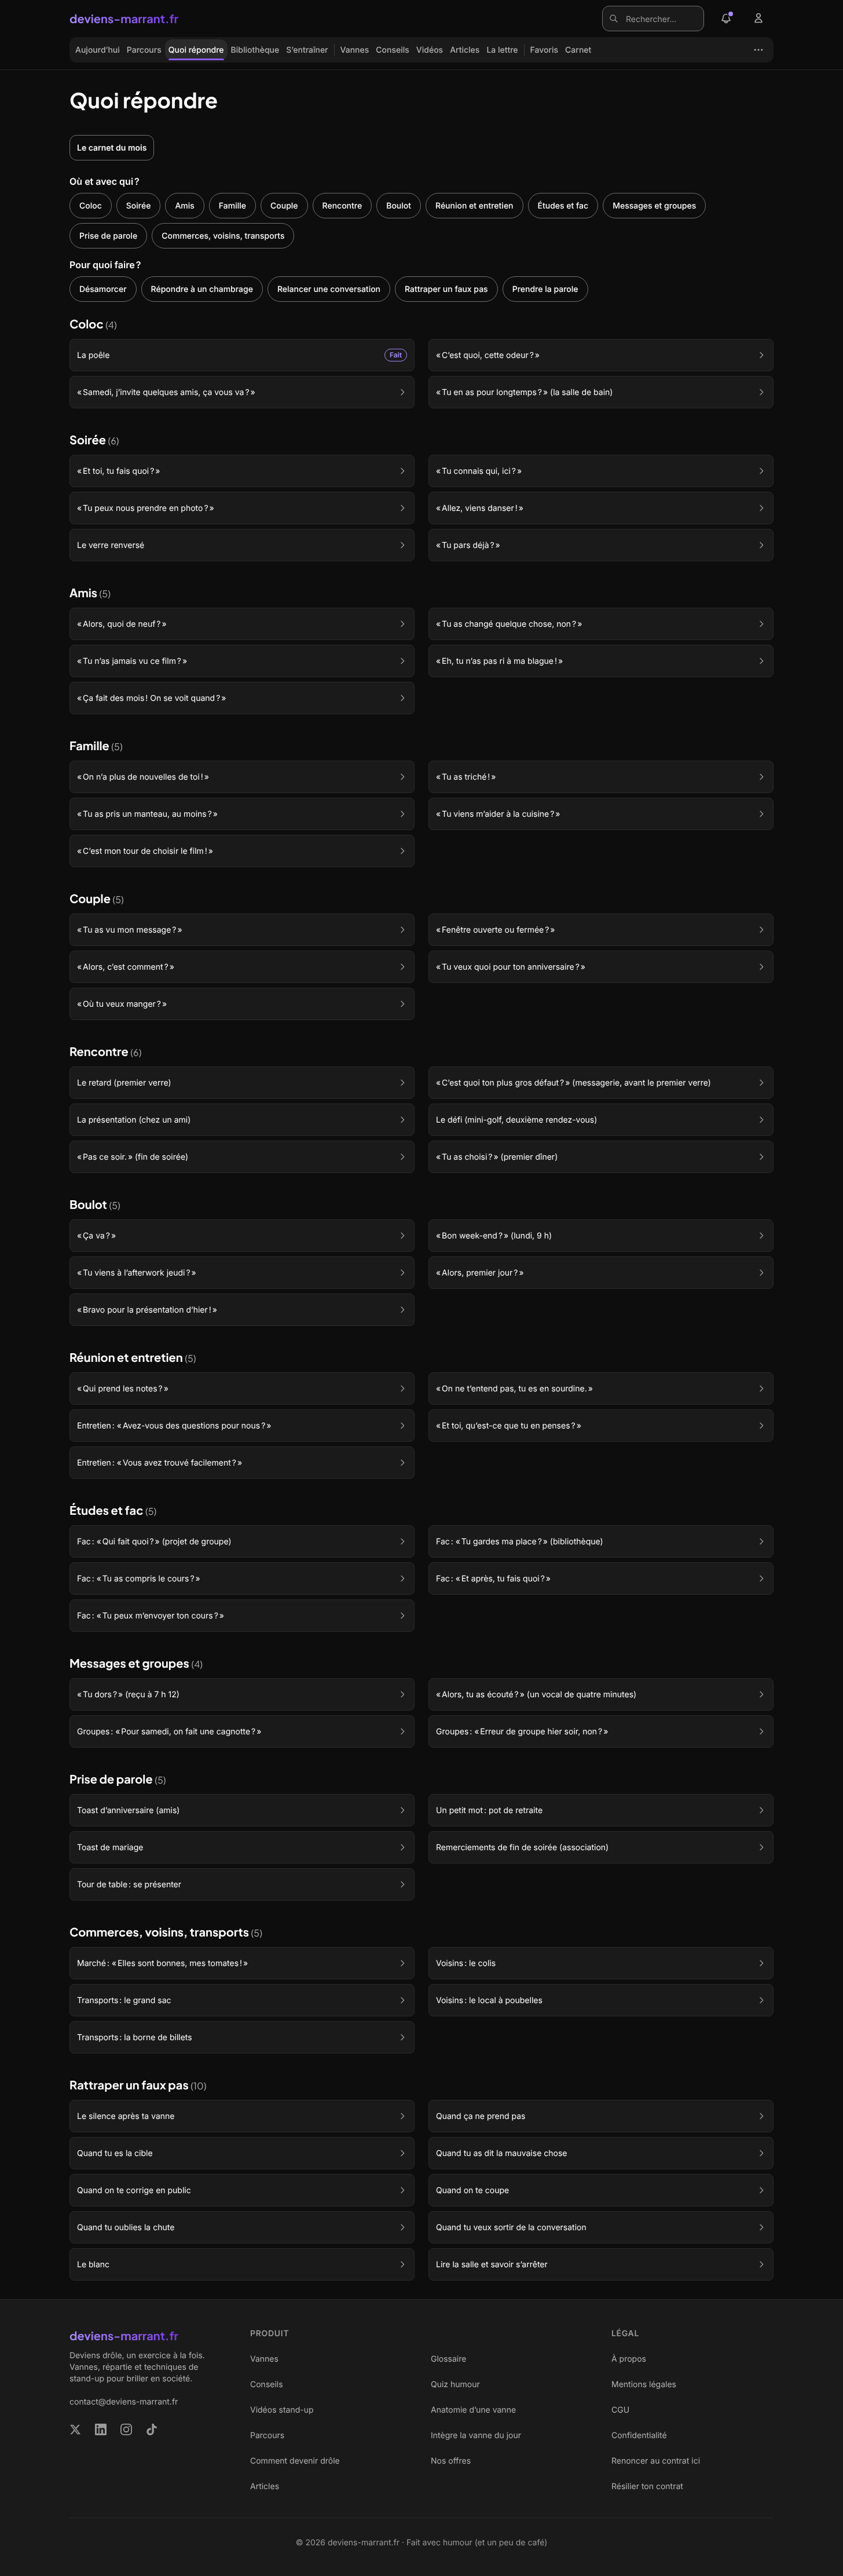 deviens-marrant.fr
Rechercher...
Aujourd'hui Parcours Quoi répondre Bibliothèque S'entraîner Vannes Conseils Vidéos Articles La lettre Favoris Carnet
Quoi répondre
Le carnet du mois
Où et avec qui ?
Coloc Soirée Amis Famille Couple Rencontre Boulot Réunion et entretien Études et fac Messages et groupes
Prise de parole Commerces, voisins, transports
Pour quoi faire ?
Désamorcer Répondre à un chambrage Relancer une conversation Rattraper un faux pas Prendre la parole
Coloc (4)
La poêle Fait
« C'est quoi, cette odeur ? »
« Samedi, j'invite quelques amis, ça vous va ? »
« Tu en as pour longtemps ? » (la salle de bain)
Soirée (6)
« Et toi, tu fais quoi ? »
« Tu connais qui, ici ? »
« Tu peux nous prendre en photo ? »
« Allez, viens danser ! »
Le verre renversé
« Tu pars déjà ? »
Amis (5)
« Alors, quoi de neuf ? »
« Tu as changé quelque chose, non ? »
« Tu n'as jamais vu ce film ? »
« Eh, tu n'as pas ri à ma blague ! »
« Ça fait des mois ! On se voit quand ? »
Famille (5)
« On n'a plus de nouvelles de toi ! »
« Tu as triché ! »
« Tu as pris un manteau, au moins ? »
« Tu viens m'aider à la cuisine ? »
« C'est mon tour de choisir le film ! »
Couple (5)
« Tu as vu mon message ? »
« Fenêtre ouverte ou fermée ? »
« Alors, c'est comment ? »
« Tu veux quoi pour ton anniversaire ? »
« Où tu veux manger ? »
Rencontre (6)
Le retard (premier verre)
« C'est quoi ton plus gros défaut ? » (messagerie, avant le premier verre)
La présentation (chez un ami)
Le défi (mini-golf, deuxième rendez-vous)
« Pas ce soir. » (fin de soirée)
« Tu as choisi ? » (premier dîner)
Boulot (5)
« Ça va ? »
« Bon week-end ? » (lundi, 9 h)
« Tu viens à l'afterwork jeudi ? »
« Alors, premier jour ? »
« Bravo pour la présentation d'hier ! »
Réunion et entretien (5)
« Qui prend les notes ? »
« On ne t'entend pas, tu es en sourdine. »
Entretien : « Avez-vous des questions pour nous ? »
« Et toi, qu'est-ce que tu en penses ? »
Entretien : « Vous avez trouvé facilement ? »
Études et fac (5)
Fac : « Qui fait quoi ? » (projet de groupe)
Fac : « Tu gardes ma place ? » (bibliothèque)
Fac : « Tu as compris le cours ? »
Fac : « Et après, tu fais quoi ? »
Fac : « Tu peux m'envoyer ton cours ? »
Messages et groupes (4)
« Tu dors ? » (reçu à 7 h 12)
« Alors, tu as écouté ? » (un vocal de quatre minutes)
Groupes : « Pour samedi, on fait une cagnotte ? »
Groupes : « Erreur de groupe hier soir, non ? »
Prise de parole (5)
Toast d'anniversaire (amis)
Un petit mot : pot de retraite
Toast de mariage
Remerciements de fin de soirée (association)
Tour de table : se présenter
Commerces, voisins, transports (5)
Marché : « Elles sont bonnes, mes tomates ! »
Voisins : le colis
Transports : le grand sac
Voisins : le local à poubelles
Transports : la borne de billets
Rattraper un faux pas (10)
Le silence après ta vanne
Quand ça ne prend pas
Quand tu es la cible
Quand tu as dit la mauvaise chose
Quand on te corrige en public
Quand on te coupe
Quand tu oublies la chute
Quand tu veux sortir de la conversation
Le blanc
Lire la salle et savoir s'arrêter
deviens-marrant.fr
Deviens drôle, un exercice à la fois.
Vannes, répartie et techniques de
stand-up pour briller en société.
contact@deviens-marrant.fr
PRODUIT
Vannes
Conseils
Vidéos stand-up
Parcours
Comment devenir drôle
Articles
Glossaire
Quiz humour
Anatomie d'une vanne
Intègre la vanne du jour
Nos offres
LÉGAL
À propos
Mentions légales
CGU
Confidentialité
Renoncer au contrat ici
Résilier ton contrat
© 2026 deviens-marrant.fr · Fait avec humour (et un peu de café)